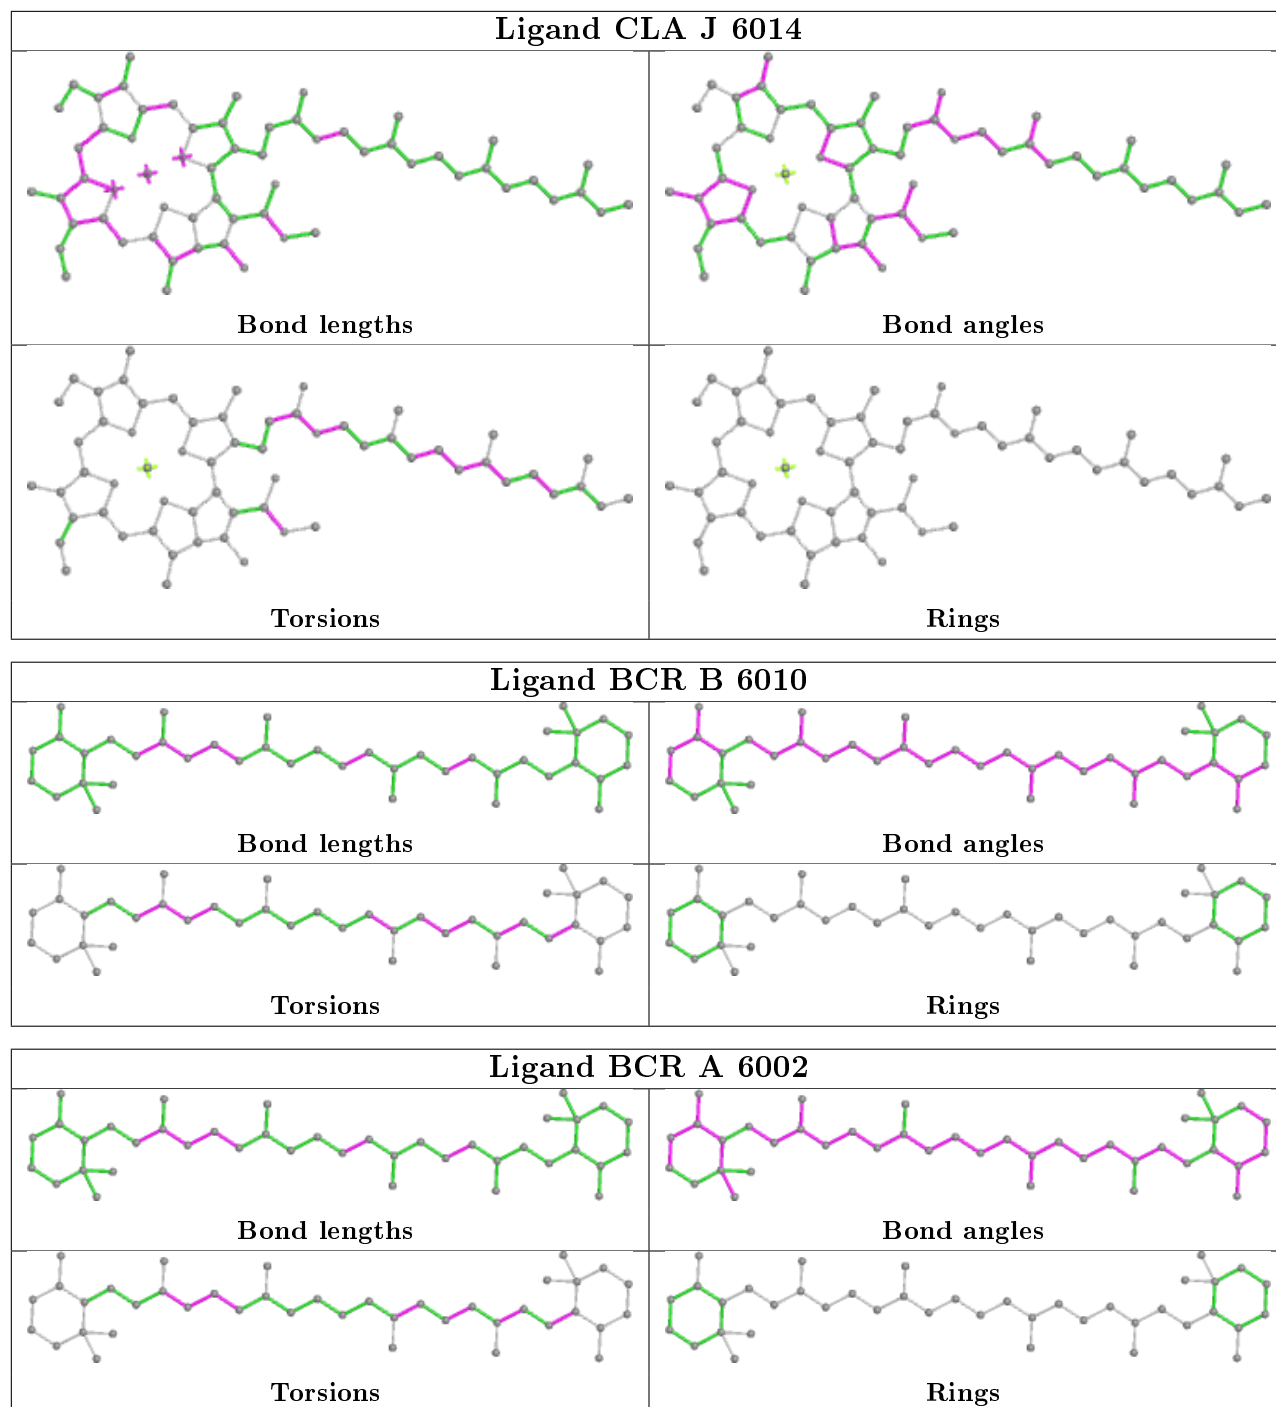 Ligand CLA J 6014
Bond lengths
Bond angles
Torsions
Rings
Ligand BCR B 6010
Bond lengths
Bond angles
Torsions
Rings
Ligand BCR A 6002
Bond lengths
Bond angles
Torsions
Rings